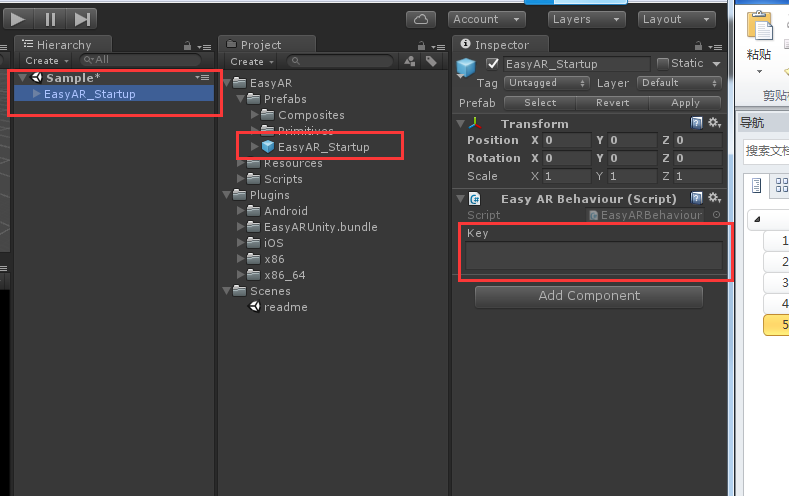 Account
Layers
Layout
Hierarchy
Create
All
Sample*
EasyAR_Startup
Project
Create
EasyAR
Prefabs
Composites
Primitives
EasyAR_Startup
Resources
Scripts
Plugins
Android
EasyARUnity.bundle
iOS
x86
x86_64
Scenes
readme
Inspector
EasyAR_Startup
Static
Tag Untagged Layer Default
Prefab Select Revert Apply
Transform
Position X 0 Y 0 Z 0
Rotation X 0 Y 0 Z 0
Scale X 1 Y 1 Z 1
Easy AR Behaviour (Script)
Script EasyARBehaviour
Key
Add Component
粘贴
剪贴
导航
搜索文档
1
2
3
4
5